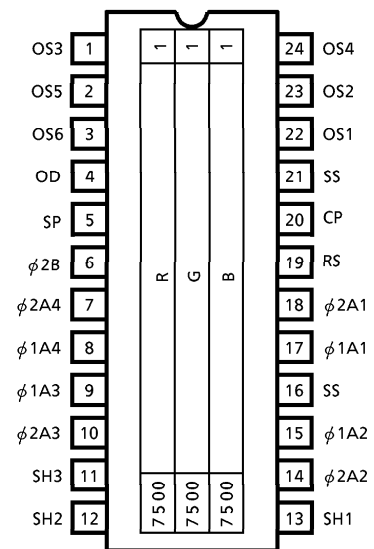 OS3 1 1 1 1 24 OS4
OS5 2 23 OS2
OS6 3 22 OS1
OD 4 21 SS
SP 5 20 CP
ϕ2B 6 R G B 19 RS
ϕ2A4 7 18 ϕ2A1
ϕ1A4 8 17 ϕ1A1
ϕ1A3 9 16 SS
ϕ2A3 10 15 ϕ1A2
SH3 11 7500 7500 7500 14 ϕ2A2
SH2 12 13 SH1